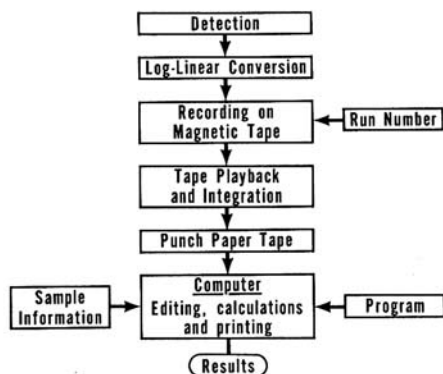 Detection
Log-Linear Conversion
Recording on
Magnetic Tape
Run Number
Tape Playback
and Integration
Punch Paper Tape
Sample
Information
Computer
Editing, calculations
and printing
Program
Results